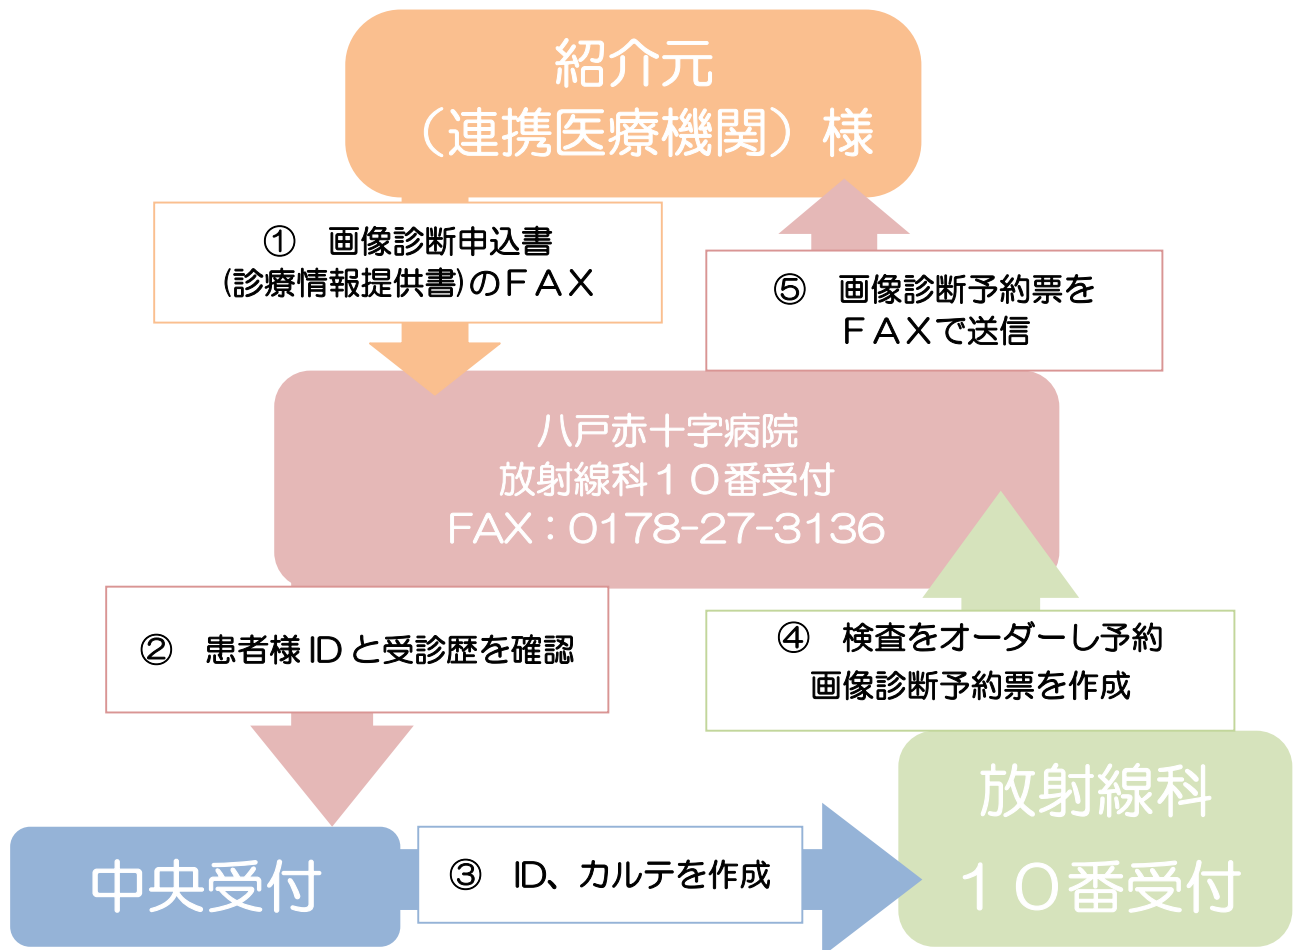 紹介元
（連携医療機関）様
①　画像診断申込書
(診療情報提供書)のＦＡＸ
⑤　画像診断予約票を
ＦＡＸで送信
八戸赤十字病院
放射線科１０番受付
FAX：0178-27-3136
②　患者様 ID と受診歴を確認
④　検査をオーダーし予約
画像診断予約票を作成
放射線科
１０番受付
中央受付
③　ID、カルテを作成